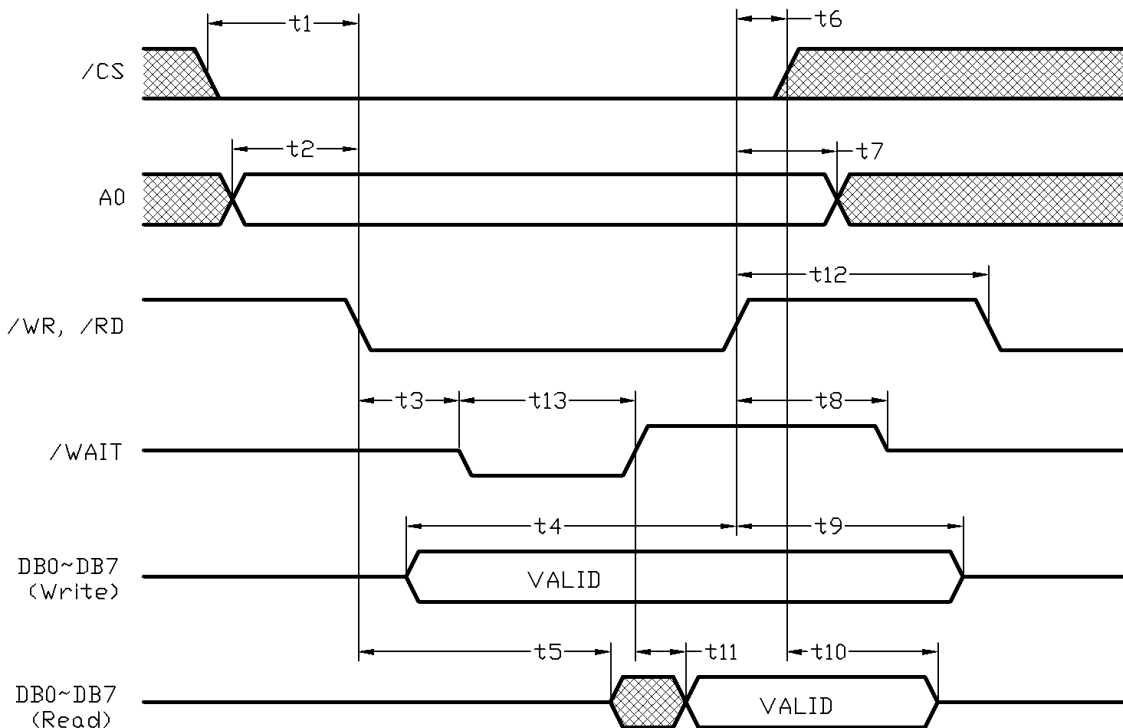 t1
t6
/CS
t2
t7
A0
t12
/WR, /RD
t3
t13
t8
/WAIT
t4
t9
DB0~DB7
(Write)
VALID
t5
t11
t10
DB0~DB7
(Read)
VALID